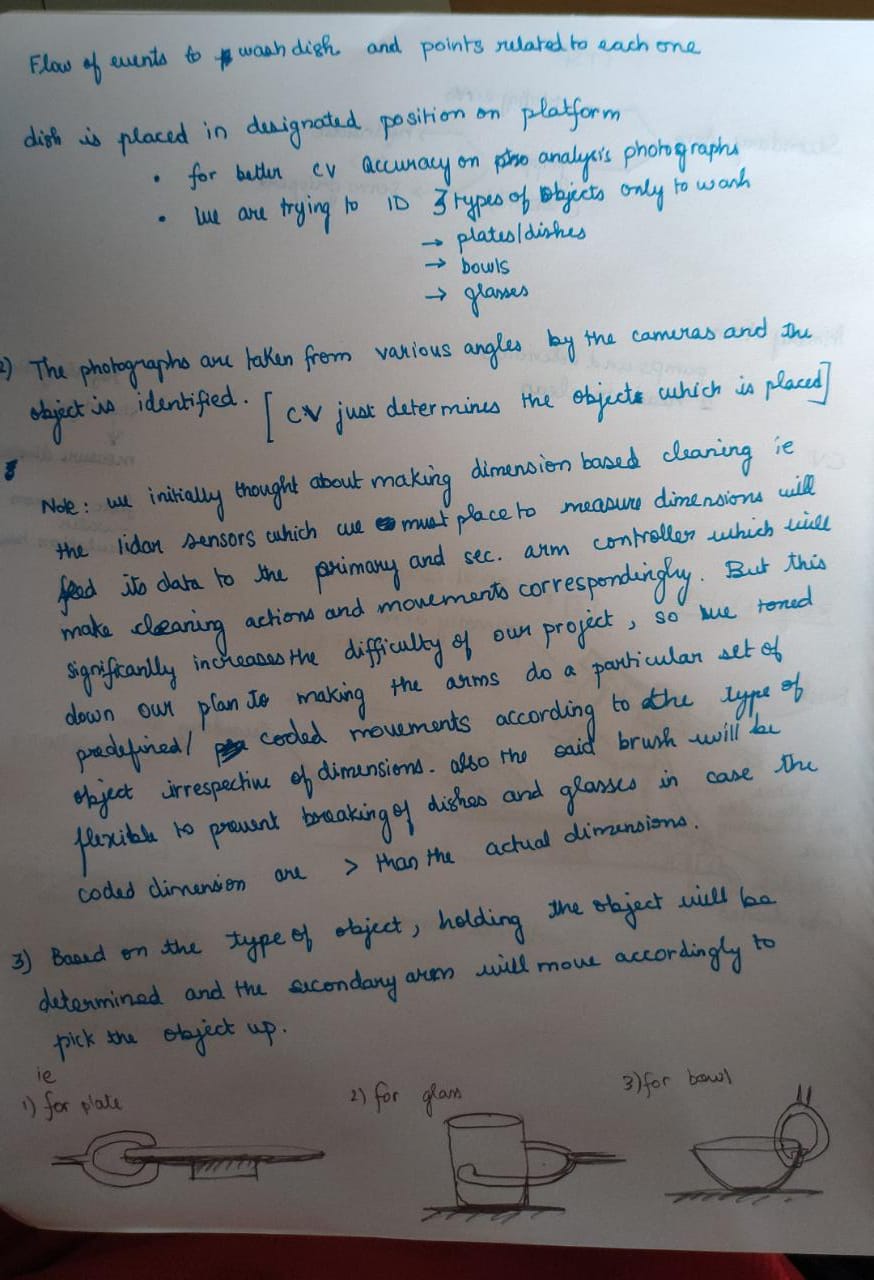 Flow of events to wash dish and points related to each one
dish is placed in designated position on platform
• for better CV accuracy on analysis photographs
• we are trying to ID 3 types of objects only to wash
→ plates/dishes
→ bowls
→ glasses
2) The photographs are taken from various angles by the cameras and the
object is identified. [CV just determines the objects which is placed]
Note: we initially thought about making dimension based cleaning ie
the lidar sensors which we must place to measure dimensions will
feed its data to the primary and sec. arm controller which will
make cleaning actions and movements correspondingly. But this
significantly increases the difficulty of our project, so we toned
down our plan to making the arms do a particular set of
predefined/ coded movements according to the type of
object irrespective of dimensions. also the said brush will be
flexible to prevent breaking of dishes and glasses in case the
coded dimension are > than the actual dimensions.
3) Based on the type of object, holding the object will be
determined and the secondary arm will move accordingly to
pick the object up.
ie
1) for plate 2) for glass 3) for bowl